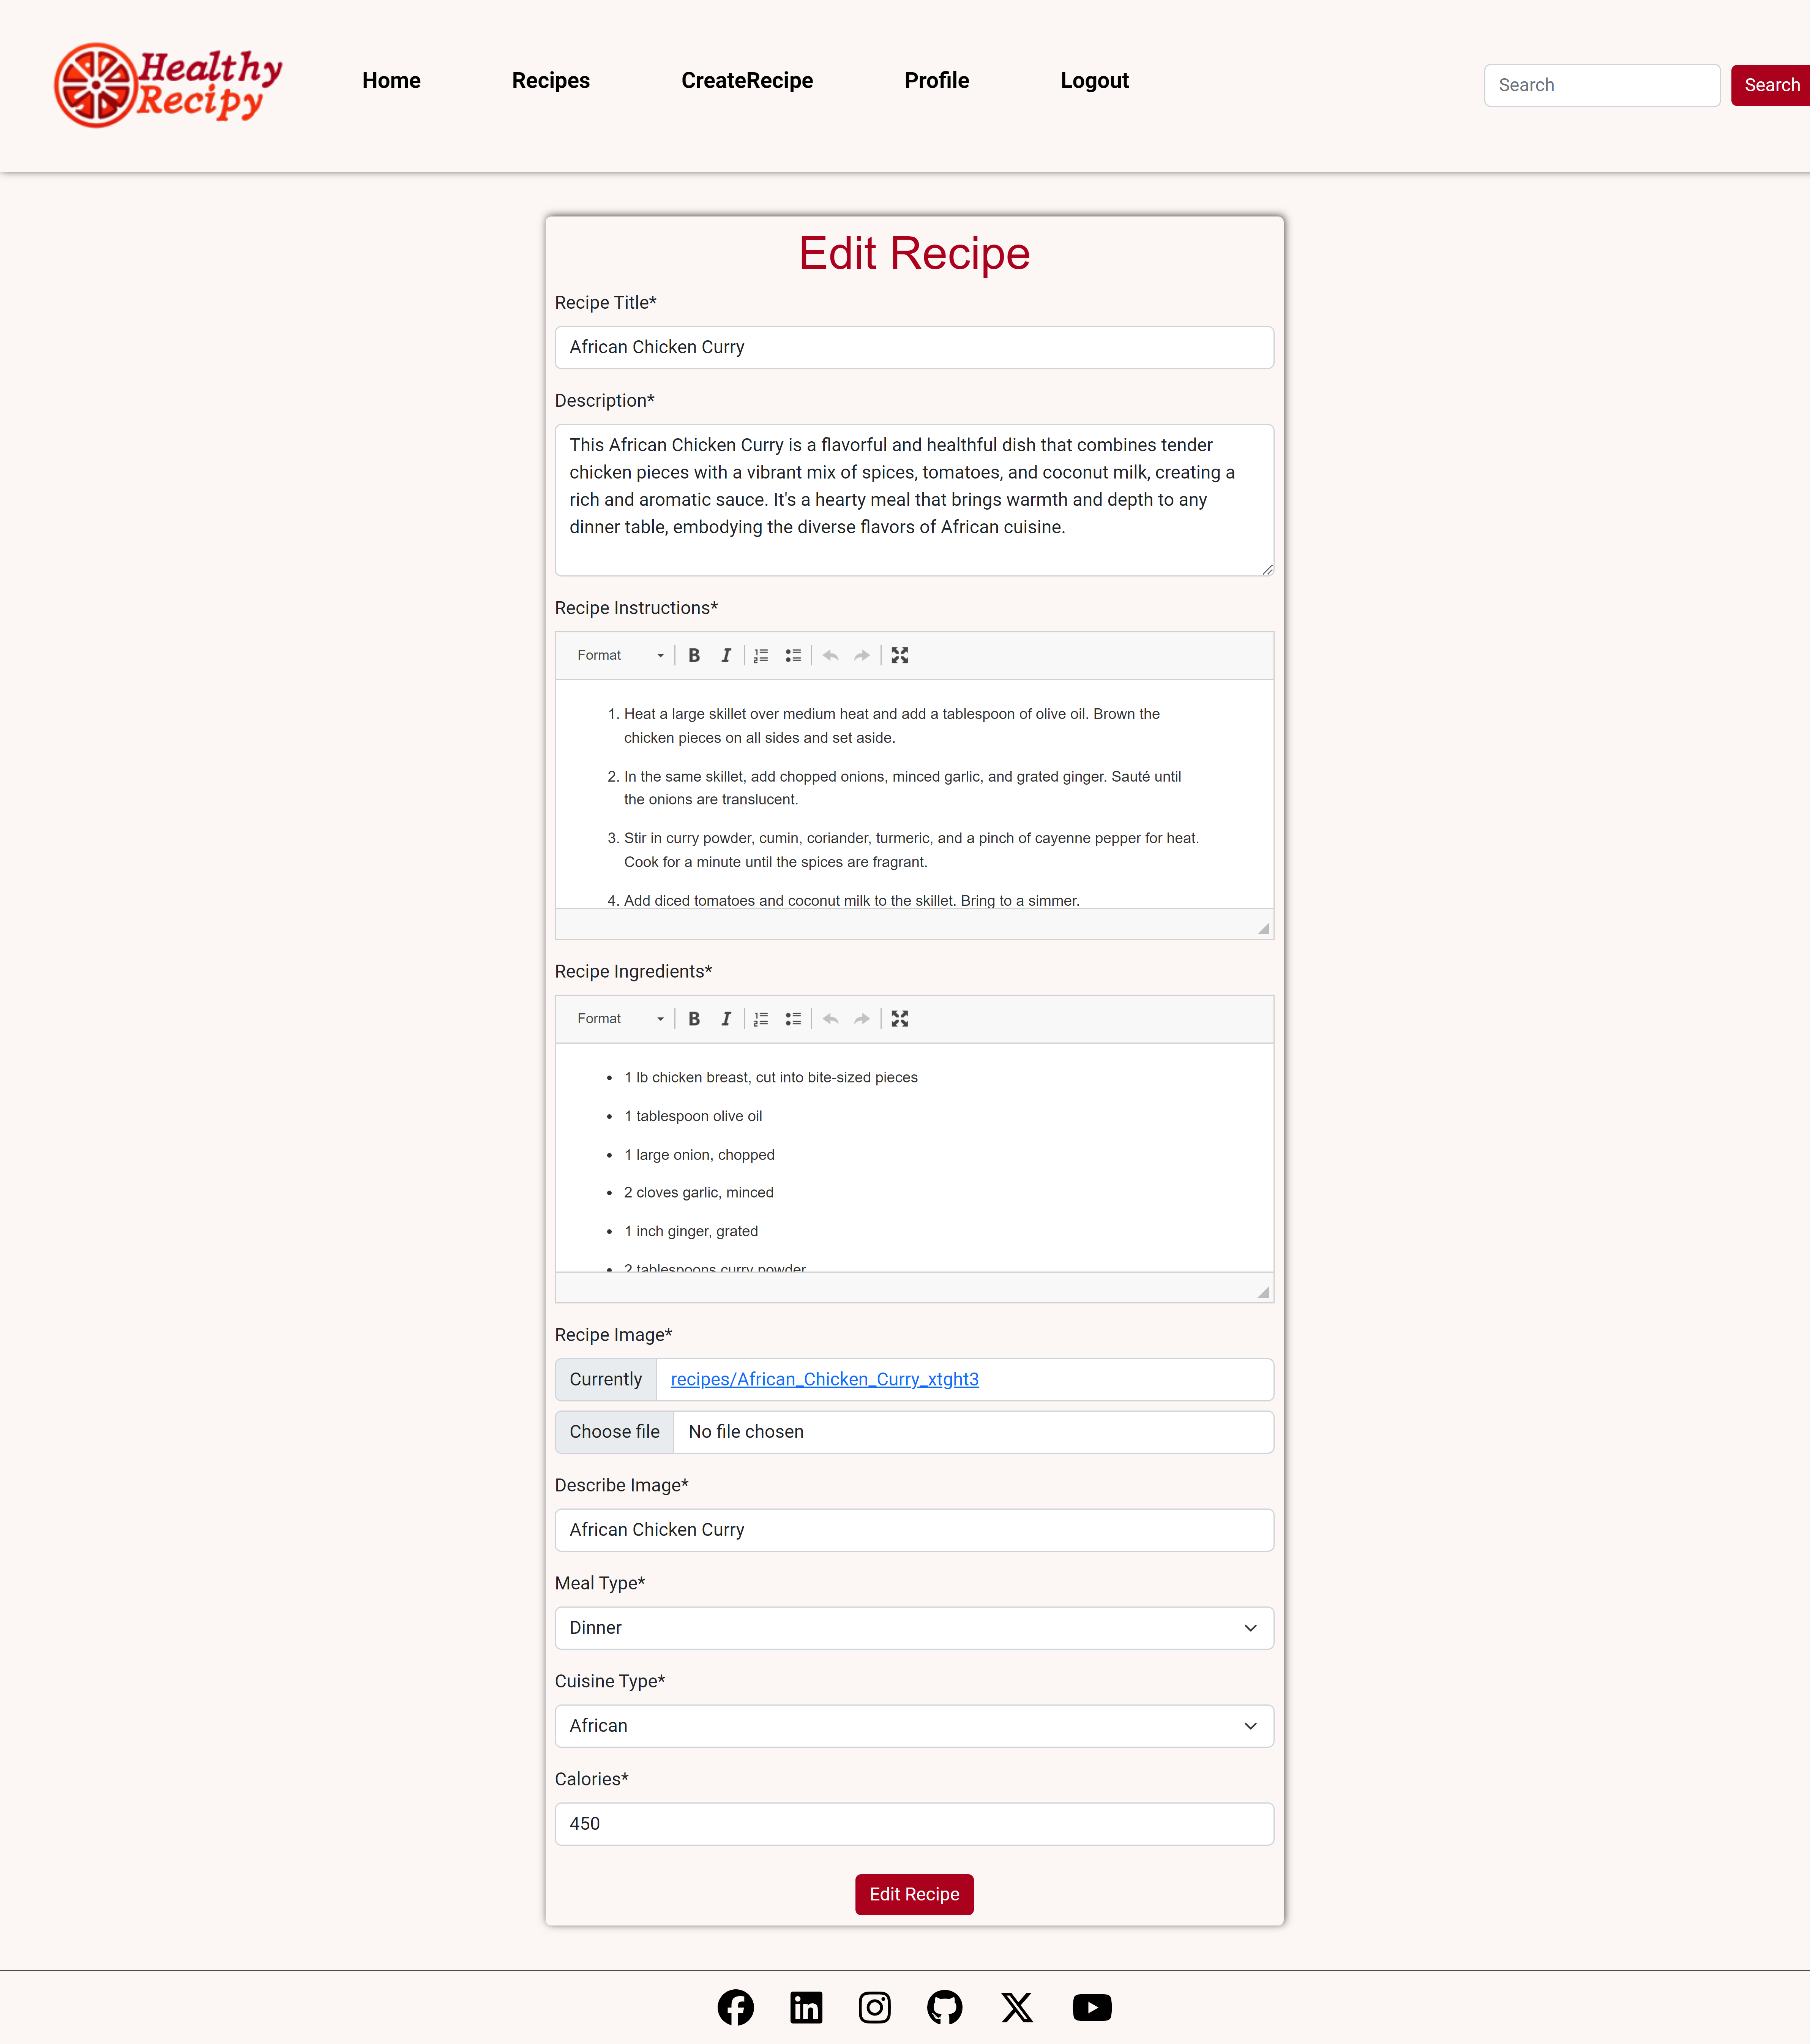 Healthy
Recipy
Home
Recipes
CreateRecipe
Profile
Logout
Search
Search
Edit Recipe
Recipe Title*
African Chicken Curry
Description*
This African Chicken Curry is a flavorful and healthful dish that combines tender
chicken pieces with a vibrant mix of spices, tomatoes, and coconut milk, creating a
rich and aromatic sauce. It's a hearty meal that brings warmth and depth to any
dinner table, embodying the diverse flavors of African cuisine.
Recipe Instructions*
Format
1. Heat a large skillet over medium heat and add a tablespoon of olive oil. Brown the
chicken pieces on all sides and set aside.
2. In the same skillet, add chopped onions, minced garlic, and grated ginger. Sauté until
the onions are translucent.
3. Stir in curry powder, cumin, coriander, turmeric, and a pinch of cayenne pepper for heat.
Cook for a minute until the spices are fragrant.
4. Add diced tomatoes and coconut milk to the skillet. Bring to a simmer.
Recipe Ingredients*
Format
• 1 lb chicken breast, cut into bite-sized pieces
• 1 tablespoon olive oil
• 1 large onion, chopped
• 2 cloves garlic, minced
• 1 inch ginger, grated
• 2 tablespoons curry powder
Recipe Image*
Currently
recipes/African_Chicken_Curry_xtght3
Choose file
No file chosen
Describe Image*
African Chicken Curry
Meal Type*
Dinner
Cuisine Type*
African
Calories*
450
Edit Recipe